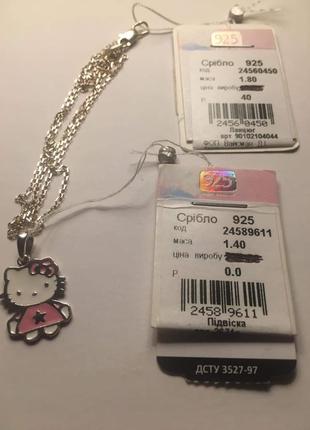 925
Срібло 925
код 24560450
маса 1.80
ціна виробу
р 40
2456 0450
Ланцюг
арт 90102104044
925
Срібло 925
код 24589611
маса 1.40
ціна виробу
р 0.0
2458 9611
Підвіска
ДСТУ 3527-97